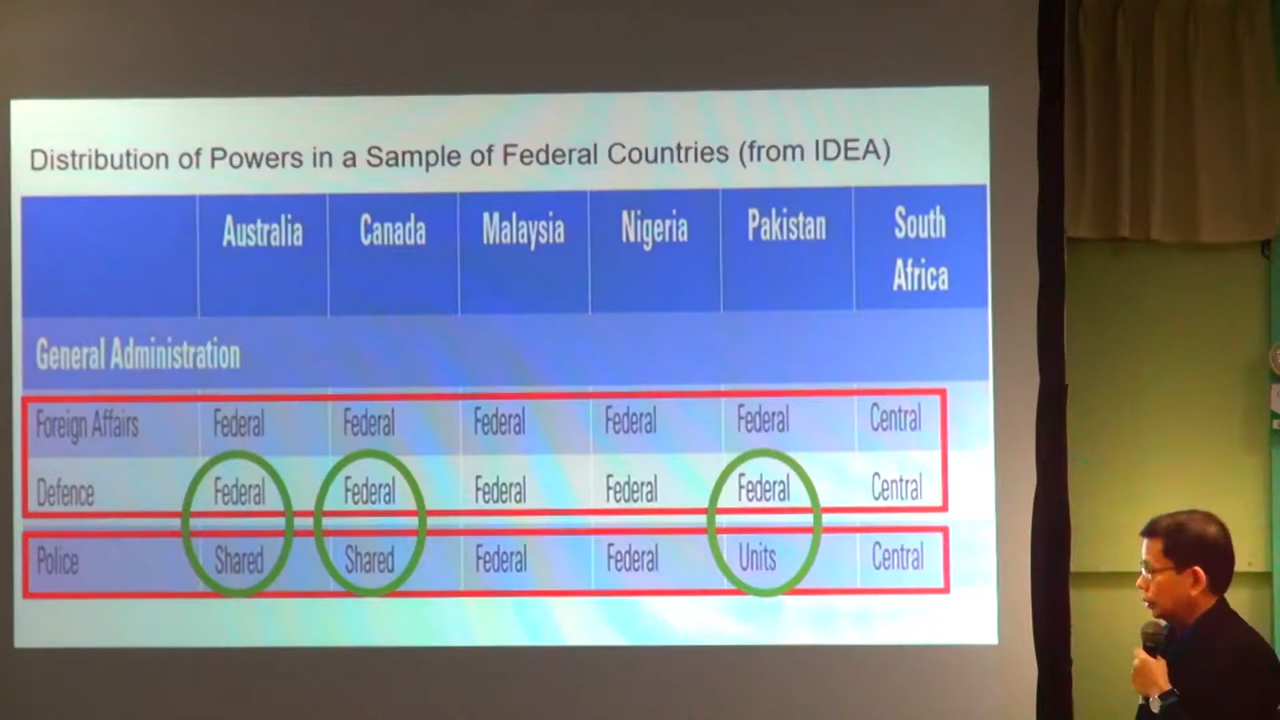 Distribution of Powers in a Sample of Federal Countries (from IDEA)
Australia Canada Malaysia Nigeria Pakistan South Africa
General Administration
Foreign Affairs Federal Federal Federal Federal Federal Central
Defence Federal Federal Federal Federal Federal Central
Police Shared Shared Federal Federal Units Central